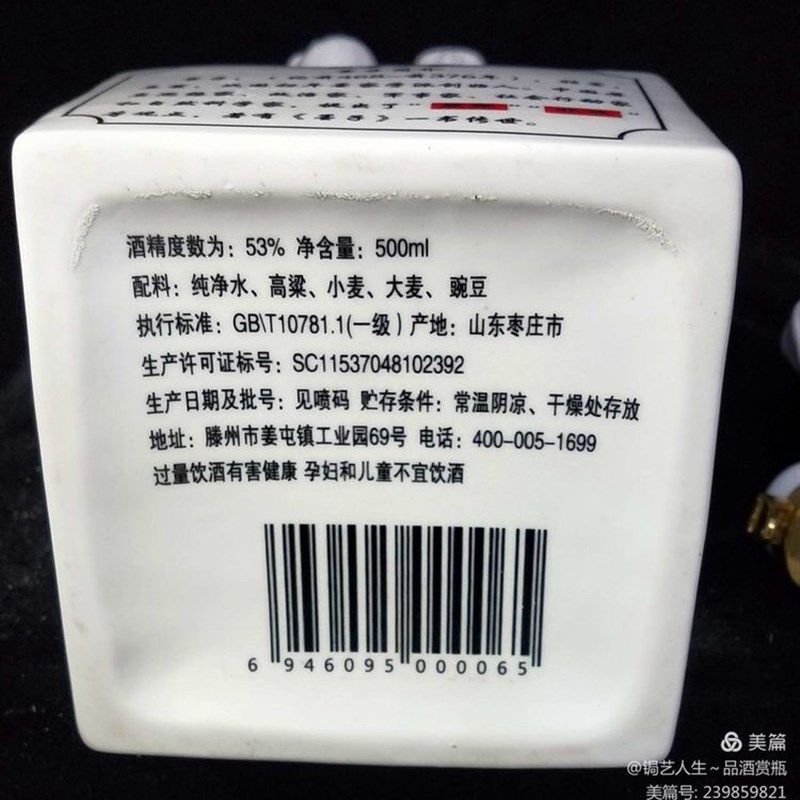 酒精度数为：53% 净含量：500ml
配料：纯净水、高粱、小麦、大麦、豌豆
执行标准：GB\T10781.1(一级）产地：山东枣庄市
生产许可证标号：SC11537048102392
生产日期及批号：见喷码 贮存条件：常温阴凉、干燥处存放
地址：滕州市姜屯镇工业园69号 电话：400-005-1699
过量饮酒有害健康 孕妇和儿童不宜饮酒
6 946095 000065
美篇
@锔艺人生～品酒赏瓶
美篇号: 239859821